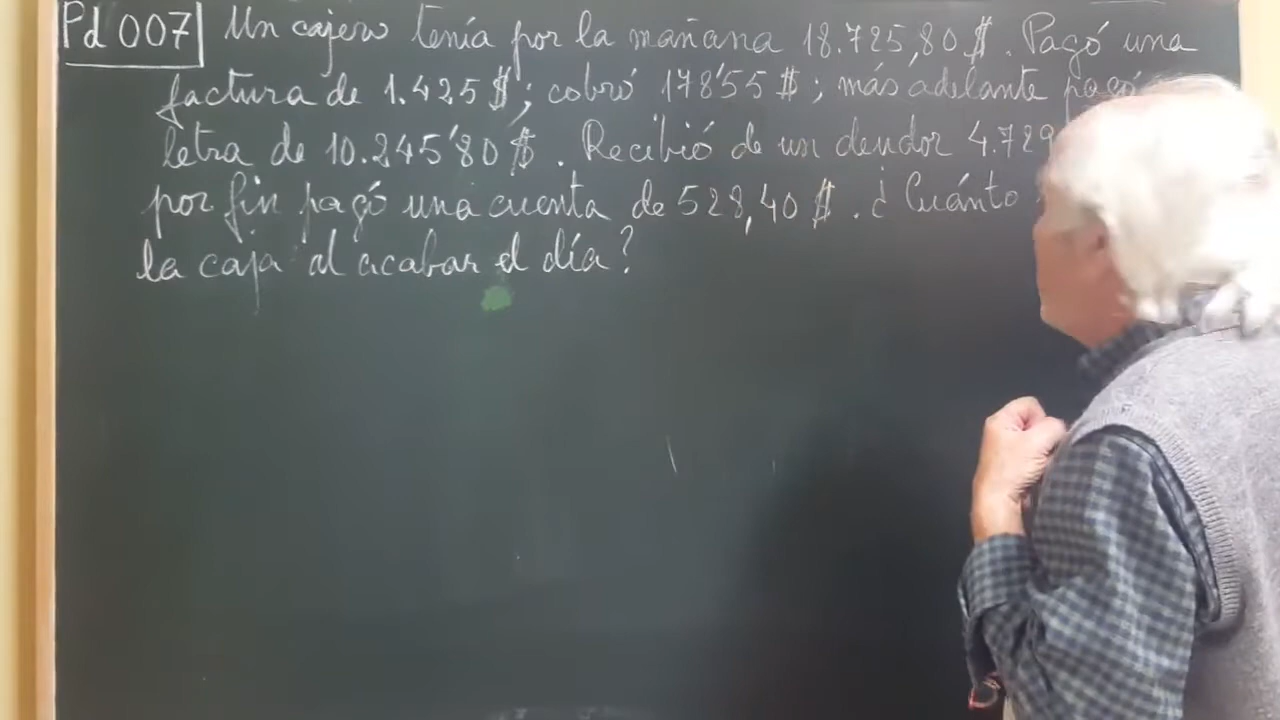 Pd 007 Un cajero tenía por la mañana 18.725,80 $. Pagó una
factura de 1.425 $; cobró 178'55 $; más adelante pagó
letra de 10.245'80 $. Recibió de un deudor 4.729
por fin pagó una cuenta de 528,40 $. ¿Cuánto
la caja al acabar el día?